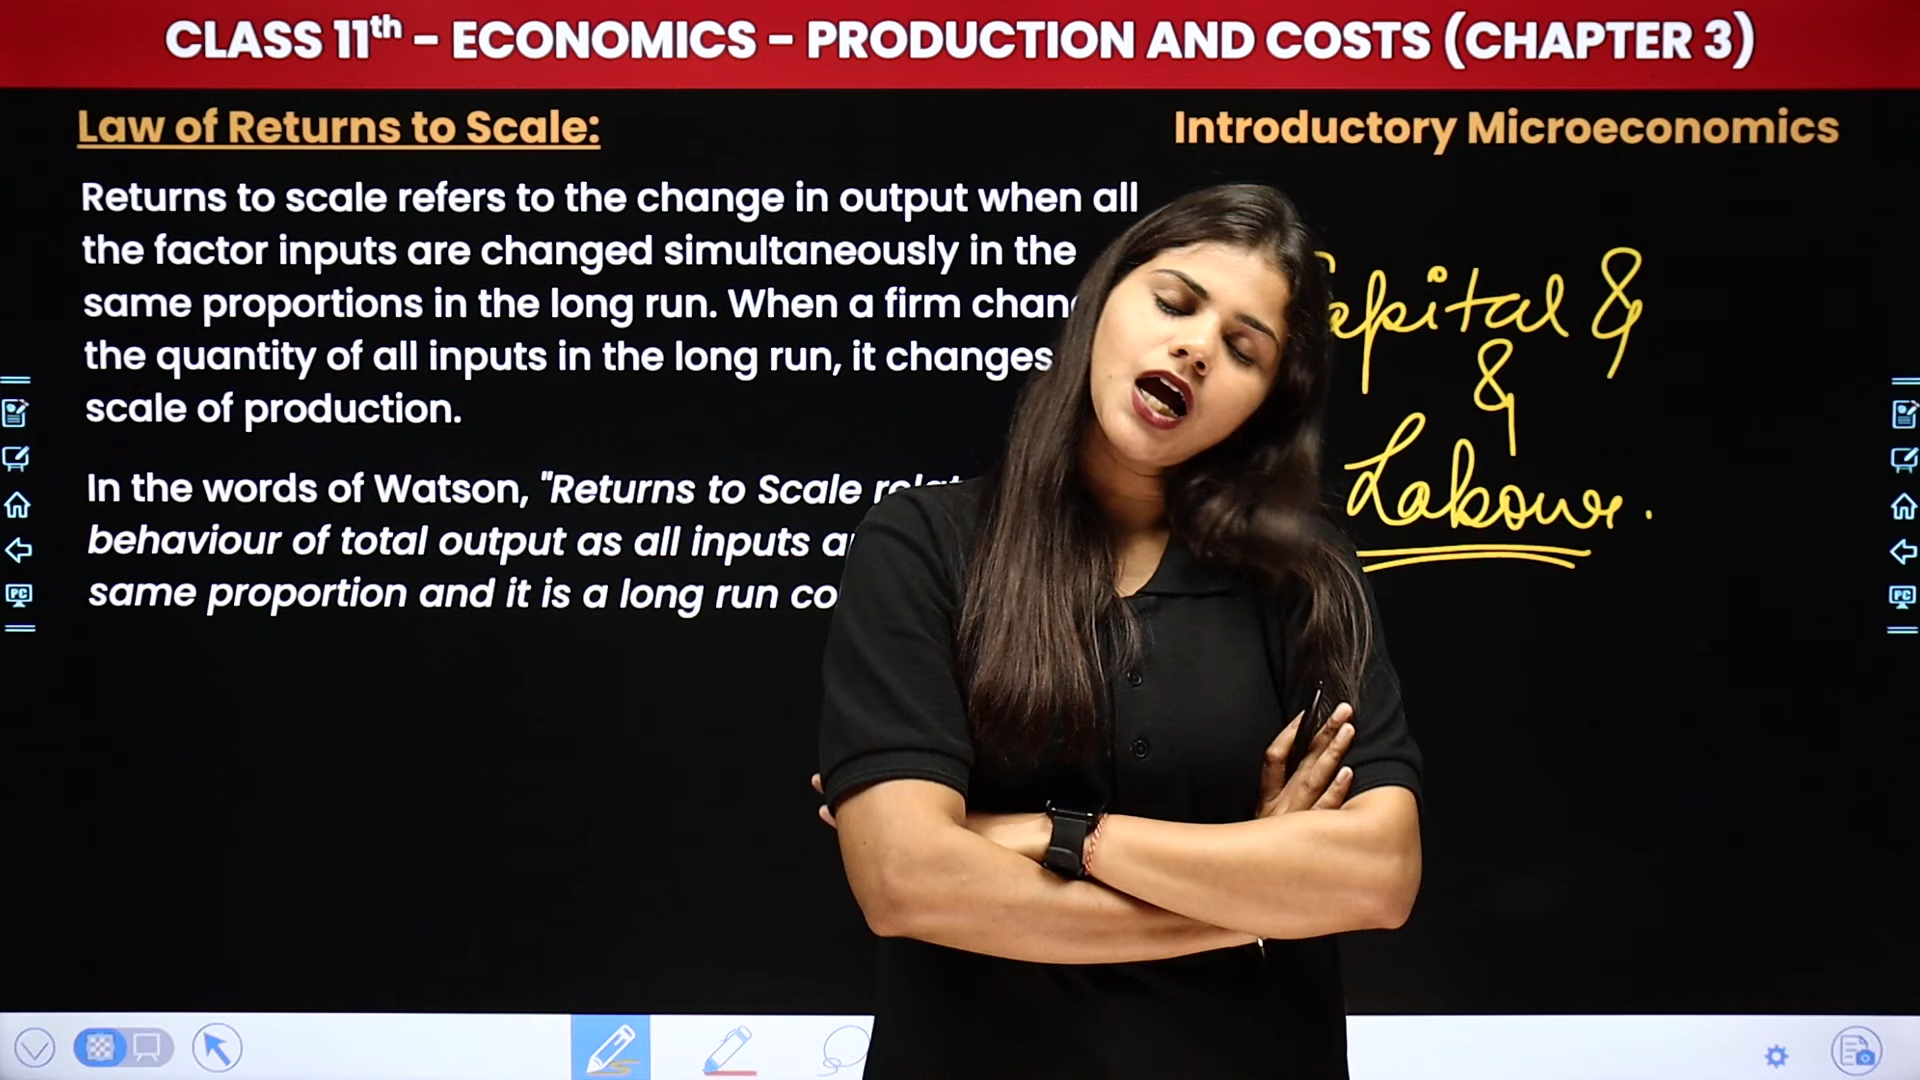 CLASS 11th - ECONOMICS - PRODUCTION AND COSTS (CHAPTER 3)
Law of Returns to Scale:
Introductory Microeconomics
Returns to scale refers to the change in output when all
the factor inputs are changed simultaneously in the
same proportions in the long run. When a firm
the quantity of all inputs in the long run, it changes
scale of production.
In the words of Watson, "Returns to Scale
behaviour of total output as all inputs
same proportion and it is a long run
&
&
Labour.
PC
PC